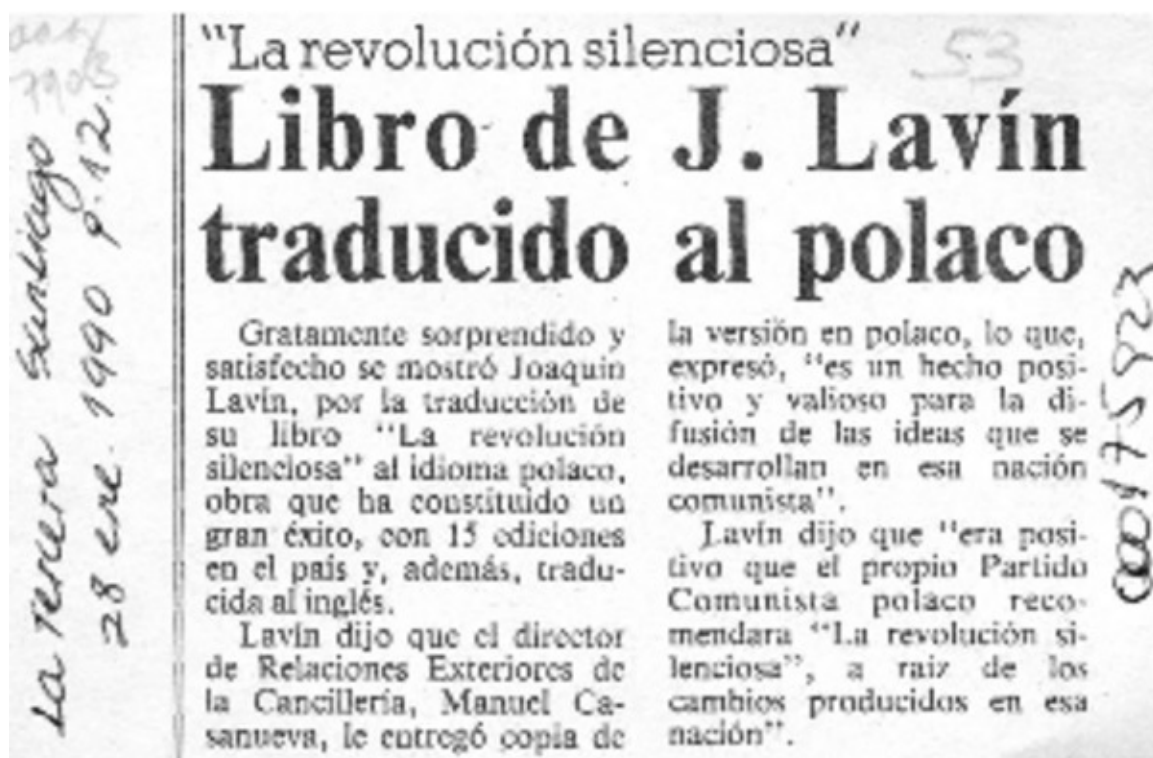 "La revolución silenciosa"
53
Libro de J. Lavín
traducido al polaco
Gratamente sorprendido y
satisfecho se mostró Joaquin
Lavín, por la traducción de
su libro "La revolución
silenciosa" al idioma polaco,
obra que ha constituido un
gran éxito, con 15 ediciones
en el país y, además, tradu-
cida al inglés.
Lavín dijo que el director
de Relaciones Exteriores de
la Cancillería, Manuel Ca-
sanueva, le entregó copia de
la versión en polaco, lo que,
expresó, "es un hecho posi-
tivo y valioso para la di-
fusión de las ideas que se
desarrollan en esa nación
comunista".
Lavín dijo que "era posi-
tivo que el propio Partido
Comunista polaco reco-
mendara "La revolución si-
lenciosa", a raiz de los
cambios producidos en esa
nación".
La Tercera Santiago
28 ene. 1990 p. 12.